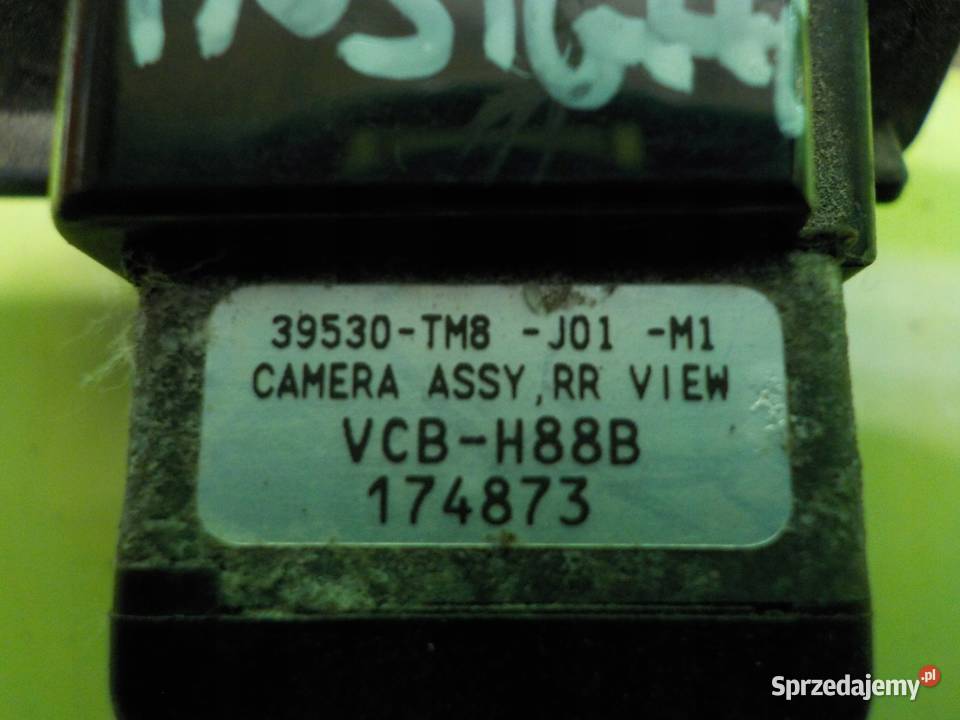 39530-TM8 -J01 -M1
CAMERA ASSY, RR VIEW
VCB-H88B
174873
Sprzedajemy.pl